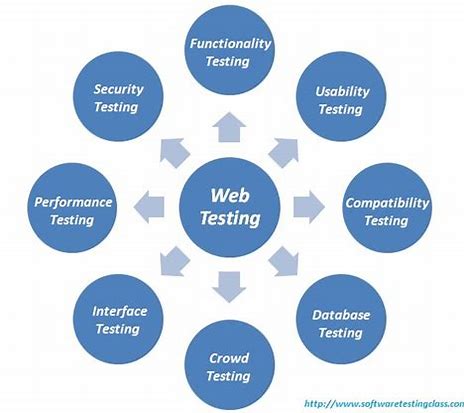 Functionality
Testing
Security
Testing
Usability
Testing
Performance
Testing
Web
Testing
Compatibility
Testing
Interface
Testing
Database
Testing
Crowd
Testing
http://www.softwaretestingclass.com